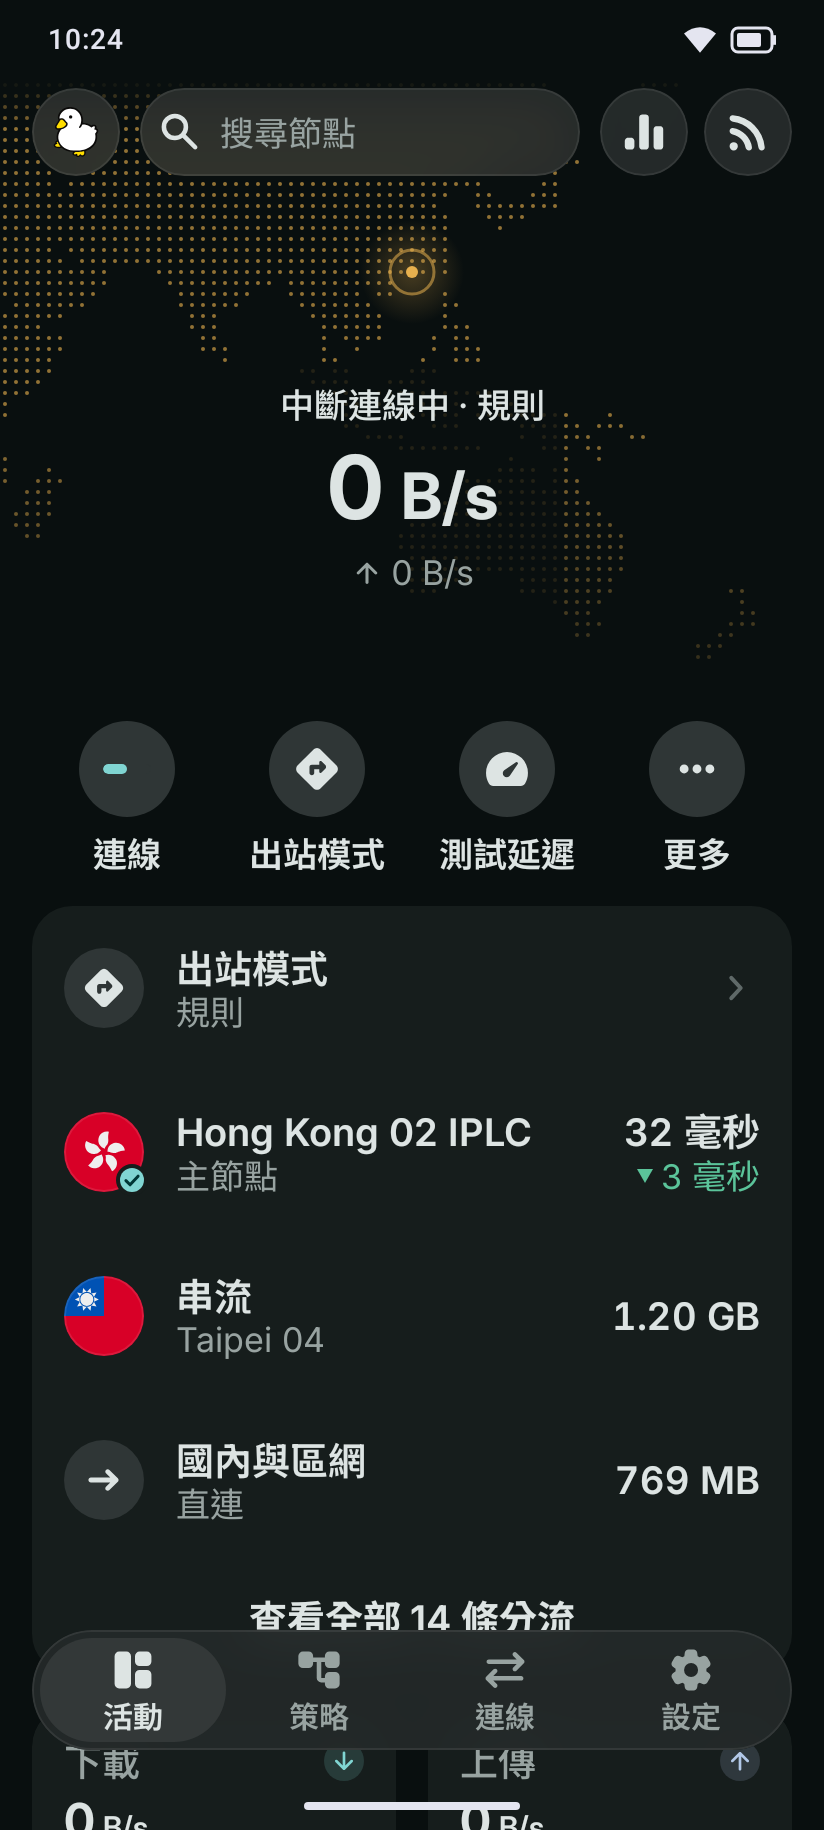 10:24
搜尋節點
中斷連線中 · 規則
0 B/s
↑ 0 B/s
連線
出站模式
測試延遲
更多
出站模式
規則
Hong Kong 02 IPLC
32 毫秒
主節點
▼3 毫秒
串流
1.20 GB
Taipei 04
國內與區網
769 MB
直連
查看全部 14 條分流
活動
策略
連線
設定
下載
上傳
0 B/s
0 B/s